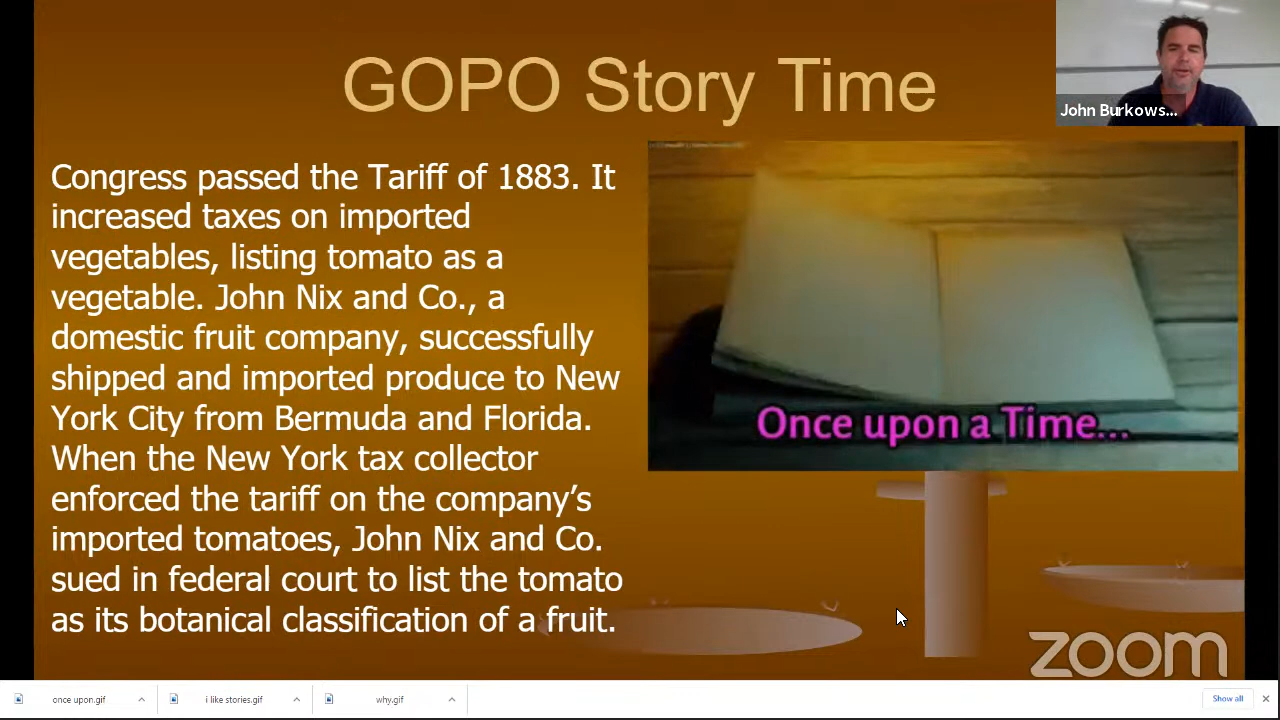 GOPO Story Time
John Burkows...
Congress passed the Tariff of 1883. It
increased taxes on imported
vegetables, listing tomato as a
vegetable. John Nix and Co., a
domestic fruit company, successfully
shipped and imported produce to New
York City from Bermuda and Florida.
When the New York tax collector
enforced the tariff on the company’s
imported tomatoes, John Nix and Co.
sued in federal court to list the tomato
as its botanical classification of a fruit.
Once upon a Time...
zoom
once upon.gif
i like stories.gif
why.gif
Show all